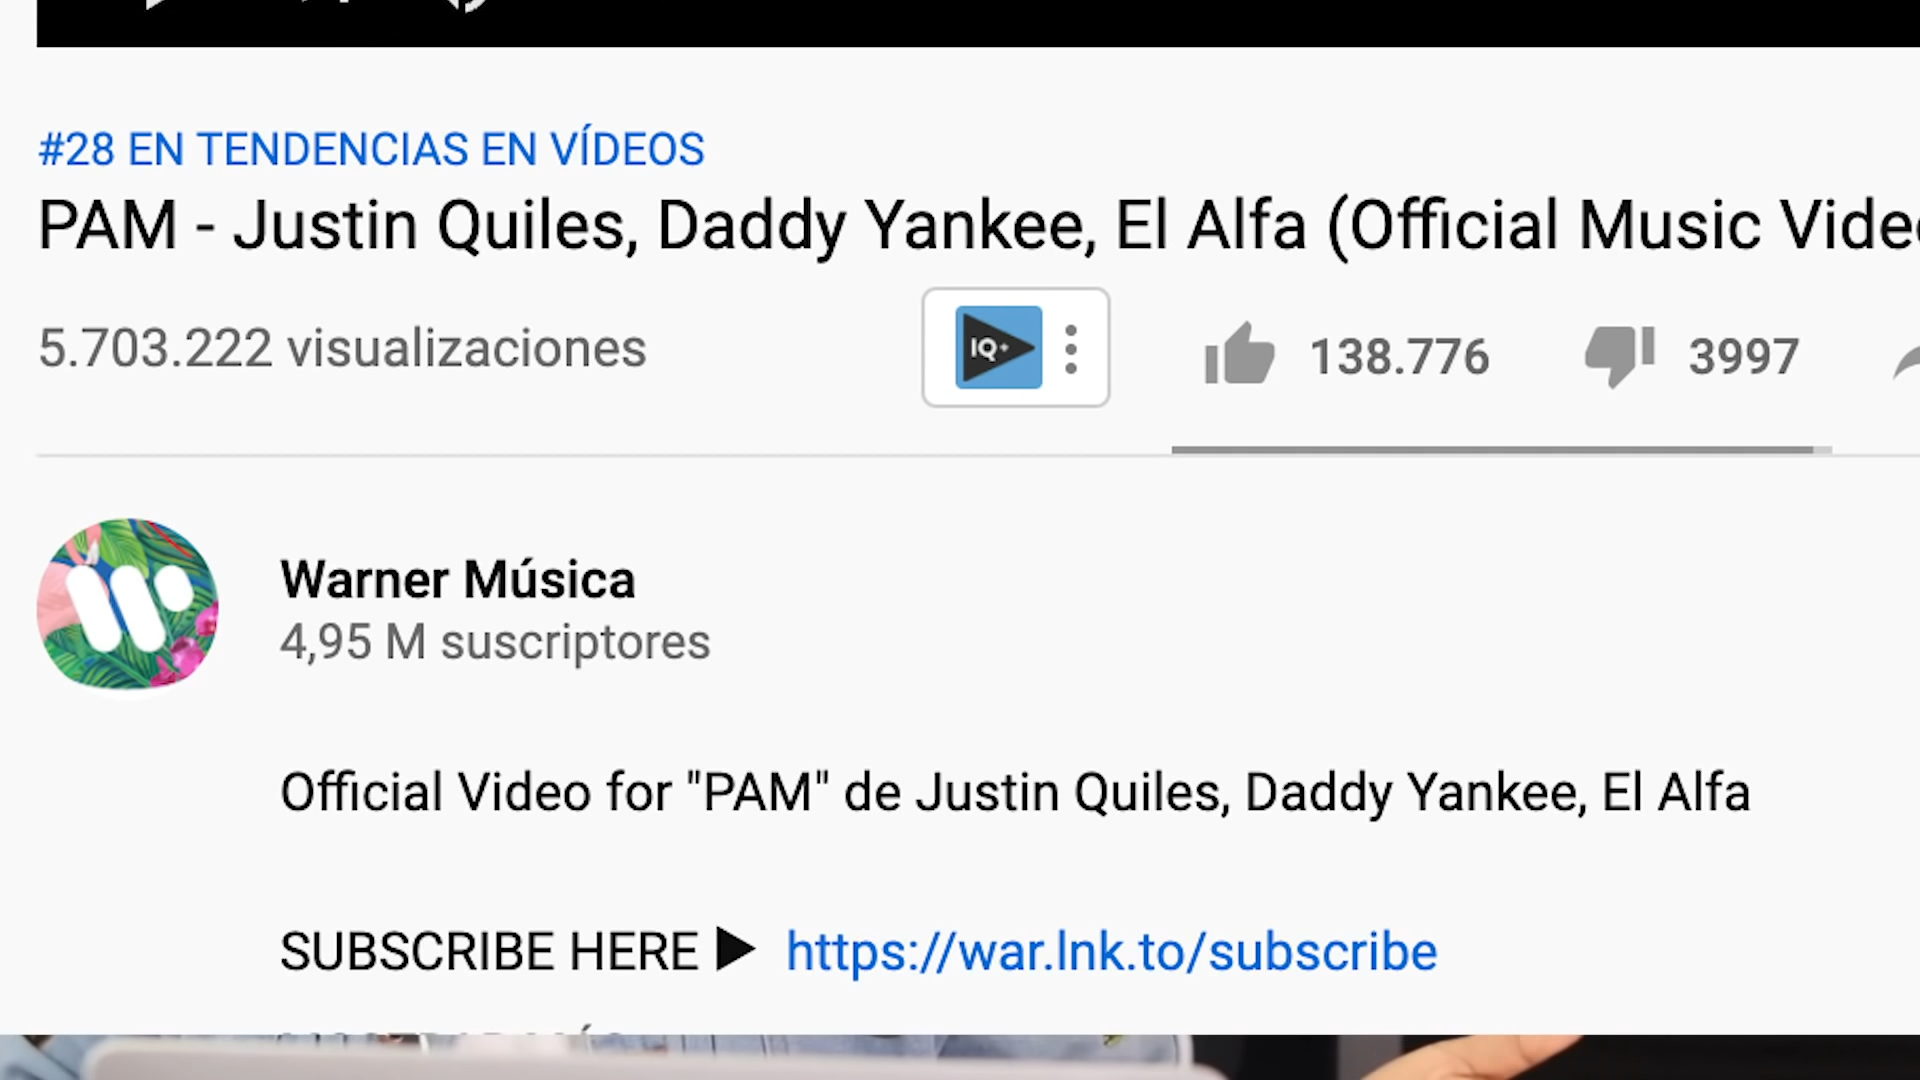 #28 EN TENDENCIAS EN VÍDEOS
PAM - Justin Quiles, Daddy Yankee, El Alfa (Official Music Vide
5.703.222 visualizaciones
IQ+
138.776
3997
Warner Música
4,95 M suscriptores
Official Video for "PAM" de Justin Quiles, Daddy Yankee, El Alfa
SUBSCRIBE HERE ▶ https://war.lnk.to/subscribe